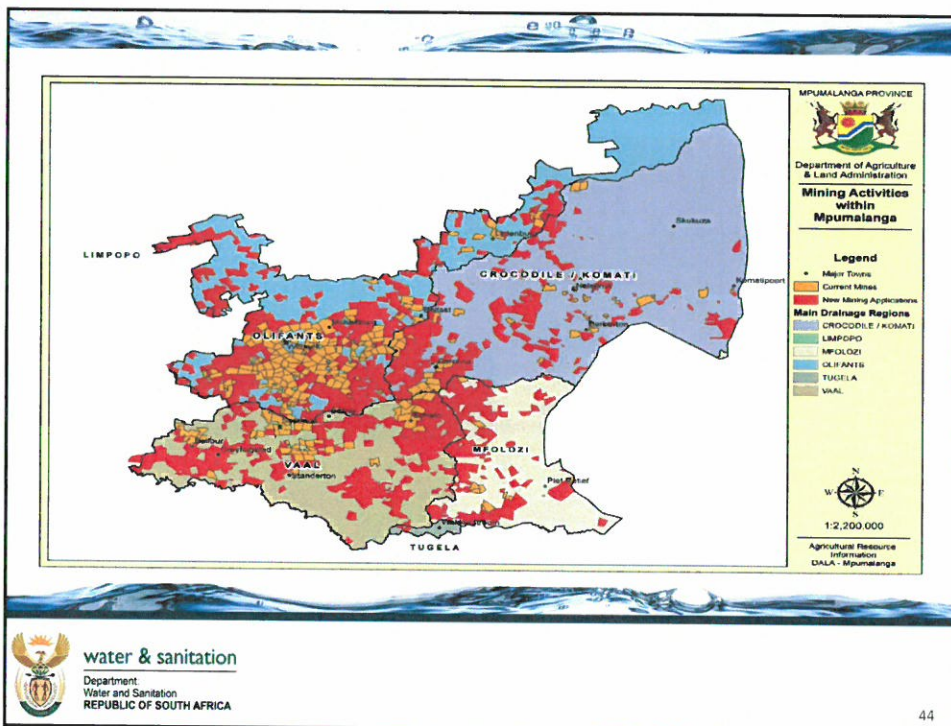 MPUMALANGA PROVINCE
Department of Agriculture
& Land Administration
Mining Activities
within
Mpumalanga
Legend
Major Towns
Current Mines
New Mining Applications
Main Drainage Regions
CROCODILE / KOMATI
LIMPOPO
MFOLOZI
OLIFANTS
TUGELA
VAAL
N
W
E
S
1:2,200,000
Agricultural Resource
Information
DALA - Mpumalanga
LIMPOPO
Skukuza
CROCODILE / KOMATI
Komatipoort
OLIFANTS
MFOLOZI
VAAL
Standerton
Piet Retief
TUGELA
water & sanitation
Department:
Water and Sanitation
REPUBLIC OF SOUTH AFRICA
44